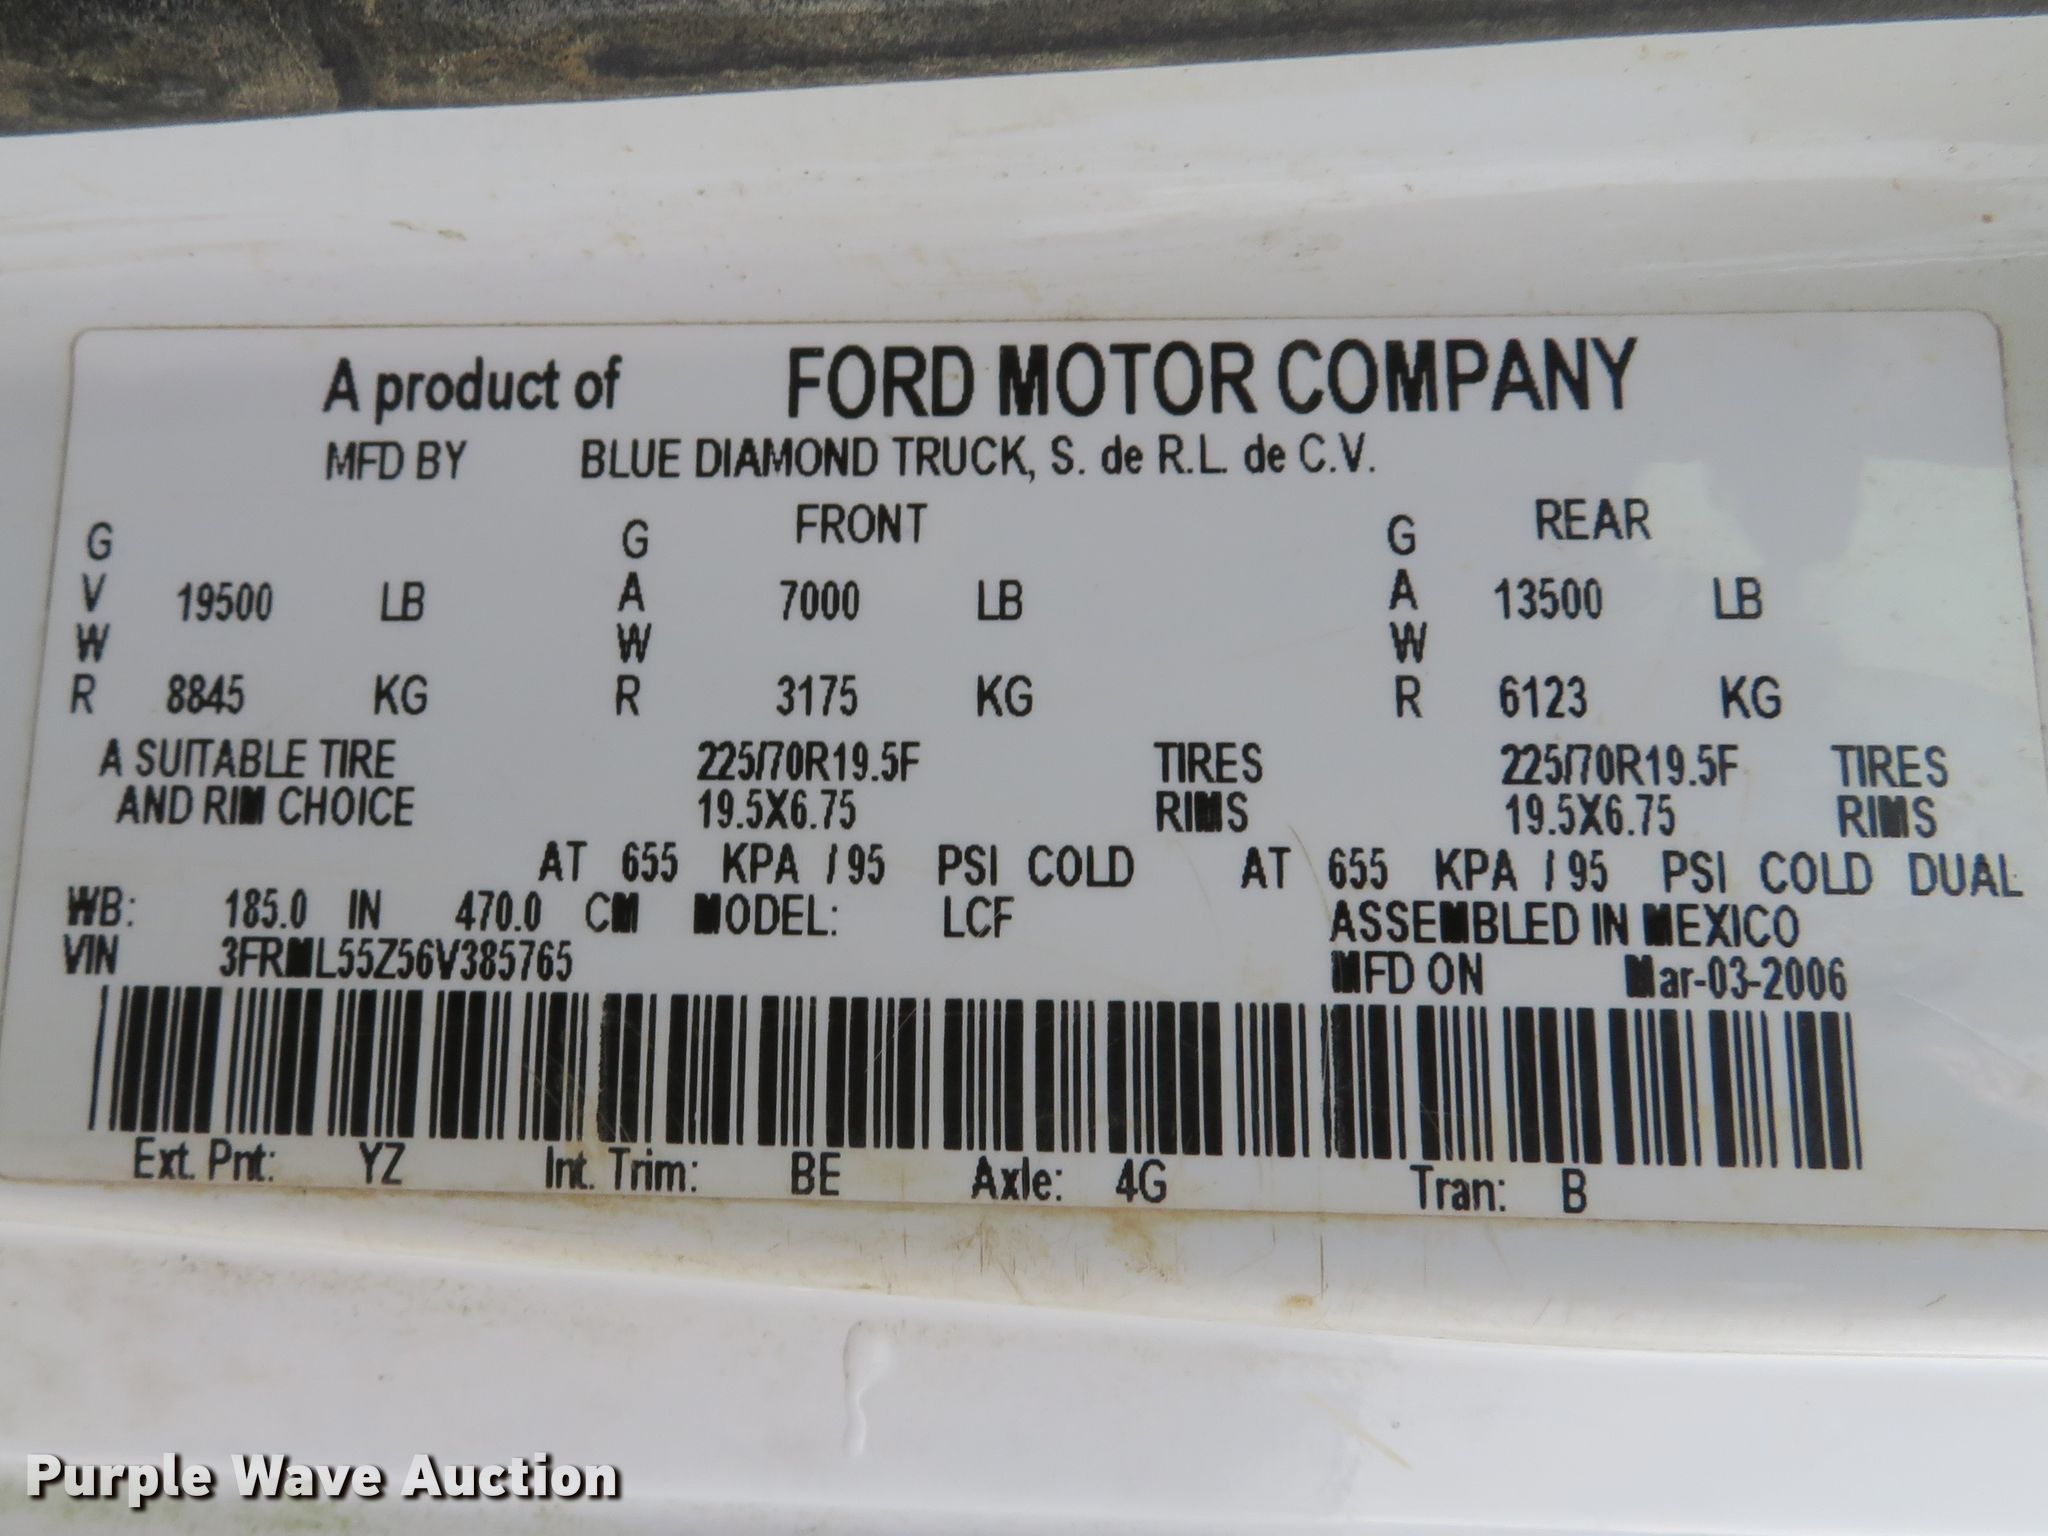 A product of FORD MOTOR COMPANY
MFD BY BLUE DIAMOND TRUCK, S. de R.L. de C.V.
G G FRONT G REAR
V 19500 LB A 7000 LB A 13500 LB
W W W
R 8845 KG R 3175 KG R 6123 KG
A SUITABLE TIRE 225/70R19.5F TIRES 225/70R19.5F TIRES
AND RIM CHOICE 19.5X6.75 RIMS 19.5X6.75 RIMS
AT 655 KPA / 95 PSI COLD AT 655 KPA / 95 PSI COLD DUAL
WB: 185.0 IN 470.0 CM MODEL: LCF ASSEMBLED IN MEXICO
VIN 3FRML55Z56V385765 MFD ON Mar-03-2006
Ext. Pnt: YZ Int. Trim: BE Axle: 4G Tran: B
Purple Wave Auction